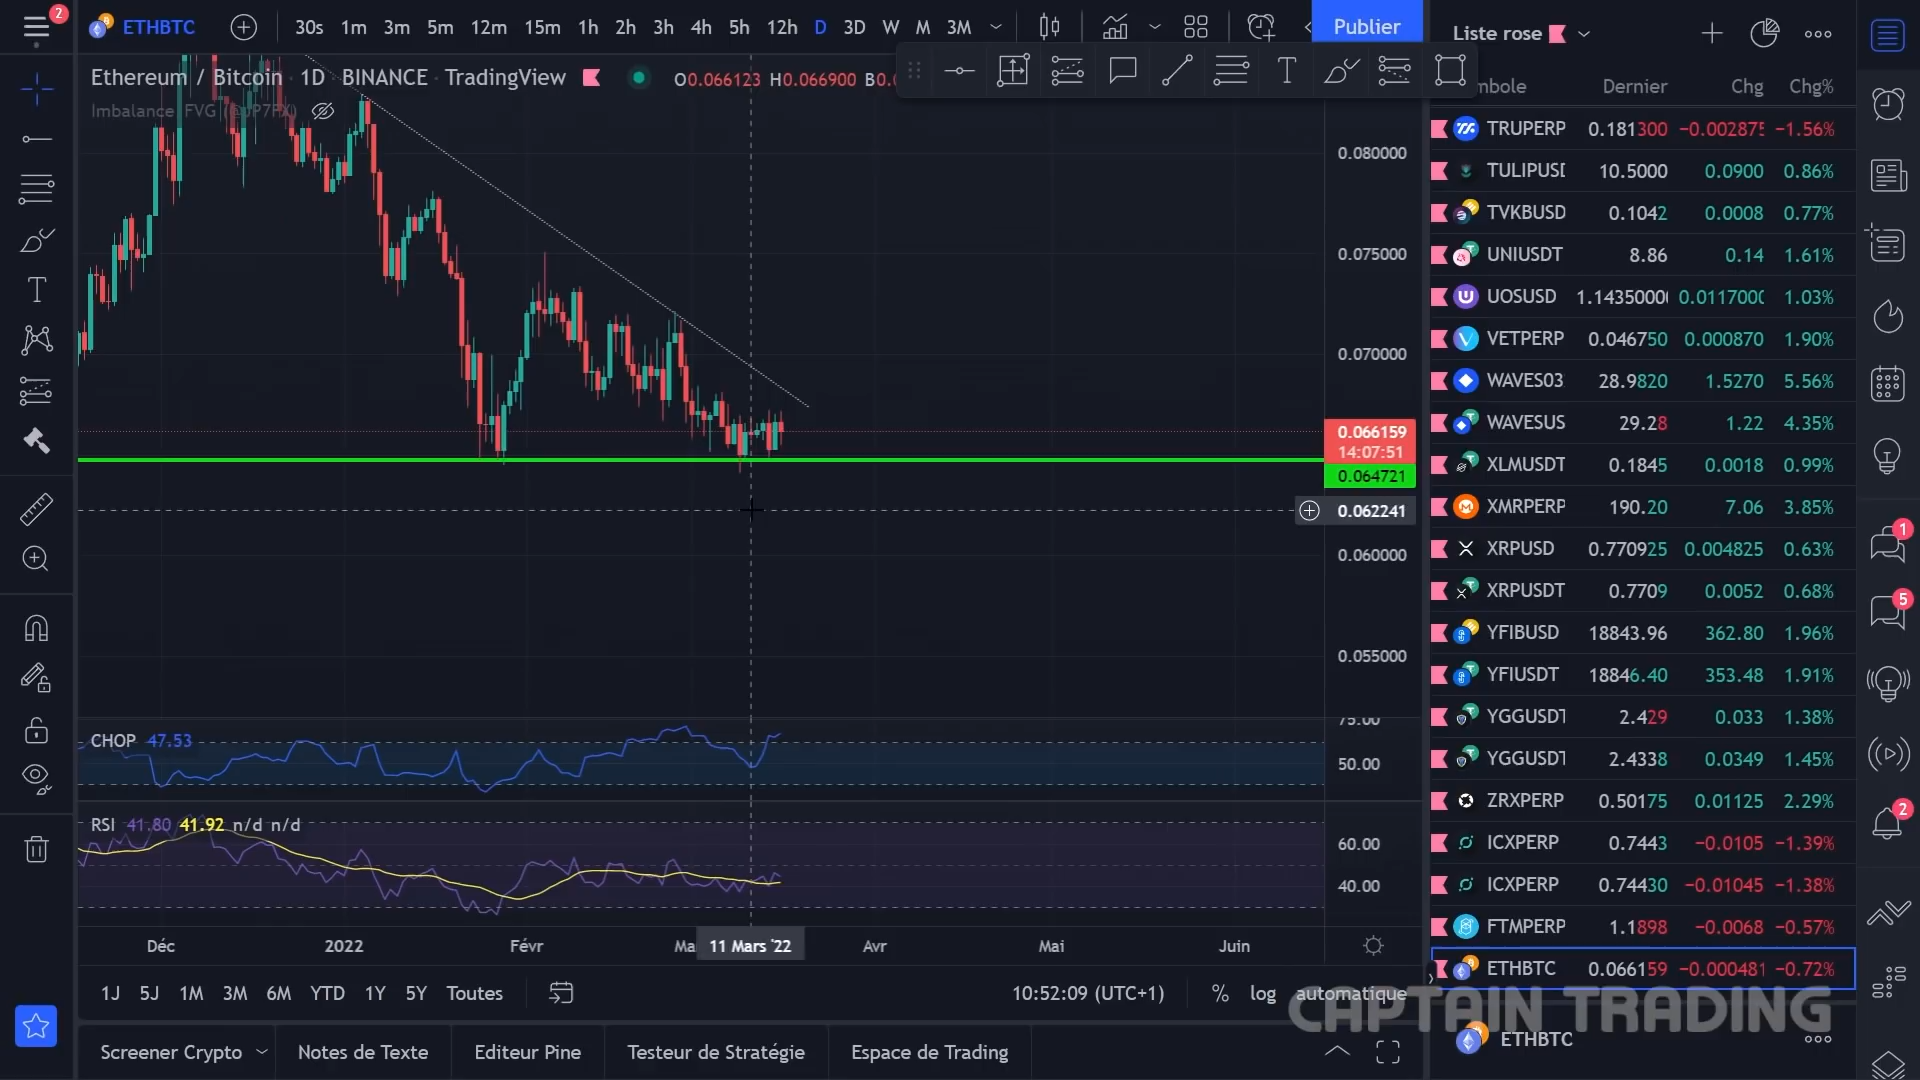 2
ETHBTC
30s 1m 3m 5m 12m 15m 1h 2h 3h 4h 5h 12h D 3D W M 3M
Publier
Ethereum / Bitcoin · 1D · BINANCE · TradingView
O0.066123 H0.066900 B0.0
Imbalance FVG (@JP7FX)
0.080000
0.075000
0.070000
0.066159
14:07:51
0.064721
0.062241
0.060000
0.055000
CHOP 47.53
75.00
50.00
RSI 41.80 41.92 n/d n/d
60.00
40.00
Déc 2022 Févr Ma 11 Mars '22 Avr Mai Juin
1J 5J 1M 3M 6M YTD 1Y 5Y Toutes
10:52:09 (UTC+1) % log automatique
Screener Crypto Notes de Texte Editeur Pine Testeur de Stratégie Espace de Trading
Liste rose
mbole Dernier Chg Chg%
TRUPERP 0.181300 −0.002875 −1.56%
TULIPUSD 10.5000 0.0900 0.86%
TVKBUSD 0.1042 0.0008 0.77%
UNIUSDT 8.86 0.14 1.61%
UOSUSD 1.1435000 0.011700 1.03%
VETPERP 0.046750 0.000870 1.90%
WAVES03 28.9820 1.5270 5.56%
WAVESUS 29.28 1.22 4.35%
XLMUSDT 0.1845 0.0018 0.99%
XMRPERP 190.20 7.06 3.85%
XRPUSD 0.770925 0.004825 0.63%
XRPUSDT 0.7709 0.0052 0.68%
YFIBUSD 18843.96 362.80 1.96%
YFIUSDT 18846.40 353.48 1.91%
YGGUSDT 2.429 0.033 1.38%
YGGUSDT 2.4338 0.0349 1.45%
ZRXPERP 0.50175 0.01125 2.29%
ICXPERP 0.7443 −0.0105 −1.39%
ICXPERP 0.74430 −0.01045 −1.38%
FTMPERP 1.1898 −0.0068 −0.57%
ETHBTC 0.066159 −0.000481 −0.72%
CAPTAIN TRADING
ETHBTC
1
5
2